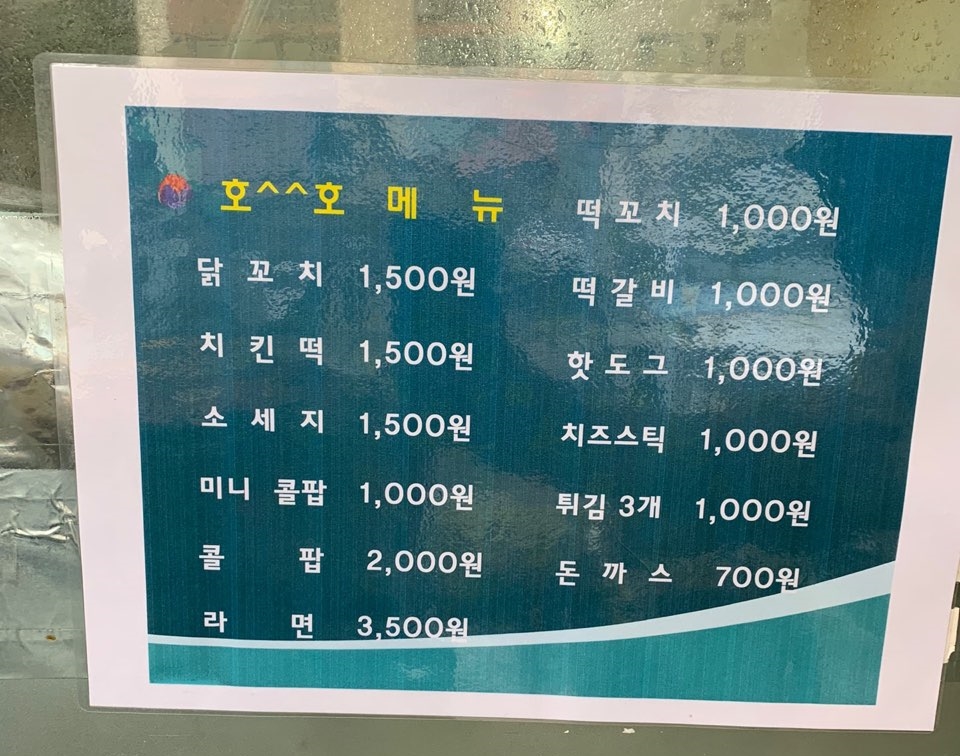 호^^호 메 뉴
닭 꼬 치 1,500원
치 킨 떡 1,500원
소 세 지 1,500원
미니 콜팝 1,000원
콜 팝 2,000원
라 면 3,500원
떡 꼬 치 1,000원
떡 갈 비 1,000원
핫 도 그 1,000원
치즈스틱 1,000원
튀김 3개 1,000원
돈 까 스 700원